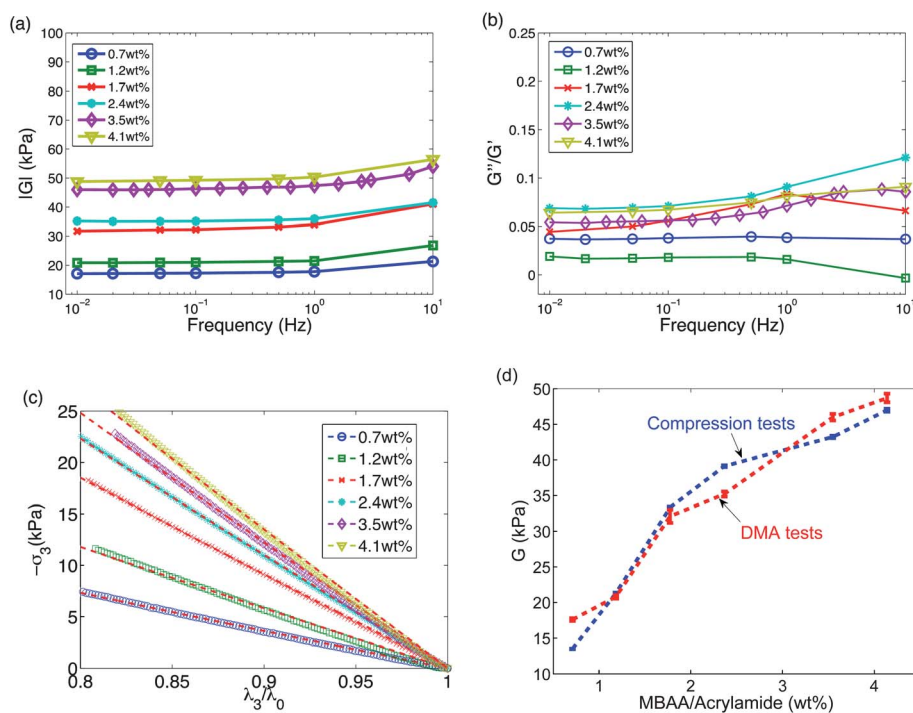 (a)
100
90
80
70
60
50
40
30
20
10
|G| (kPa)
0.7wt%
1.2wt%
1.7wt%
2.4wt%
3.5wt%
4.1wt%
10⁻²
10⁻¹
10⁰
10¹
Frequency (Hz)
(b)
0.25
0.2
0.15
0.1
0.05
0
G''/G'
0.7wt%
1.2wt%
1.7wt%
2.4wt%
3.5wt%
4.1wt%
10⁻²
10⁻¹
10⁰
10¹
Frequency (Hz)
(c)
25
20
15
10
5
0
−σ₃(kPa)
0.7wt%
1.2wt%
1.7wt%
2.4wt%
3.5wt%
4.1wt%
0.8
0.85
0.9
0.95
1
λ₃/λ₀
(d)
50
45
40
35
30
25
20
15
10
G (kPa)
Compression tests
DMA tests
1
2
3
4
MBAA/Acrylamide (wt%)